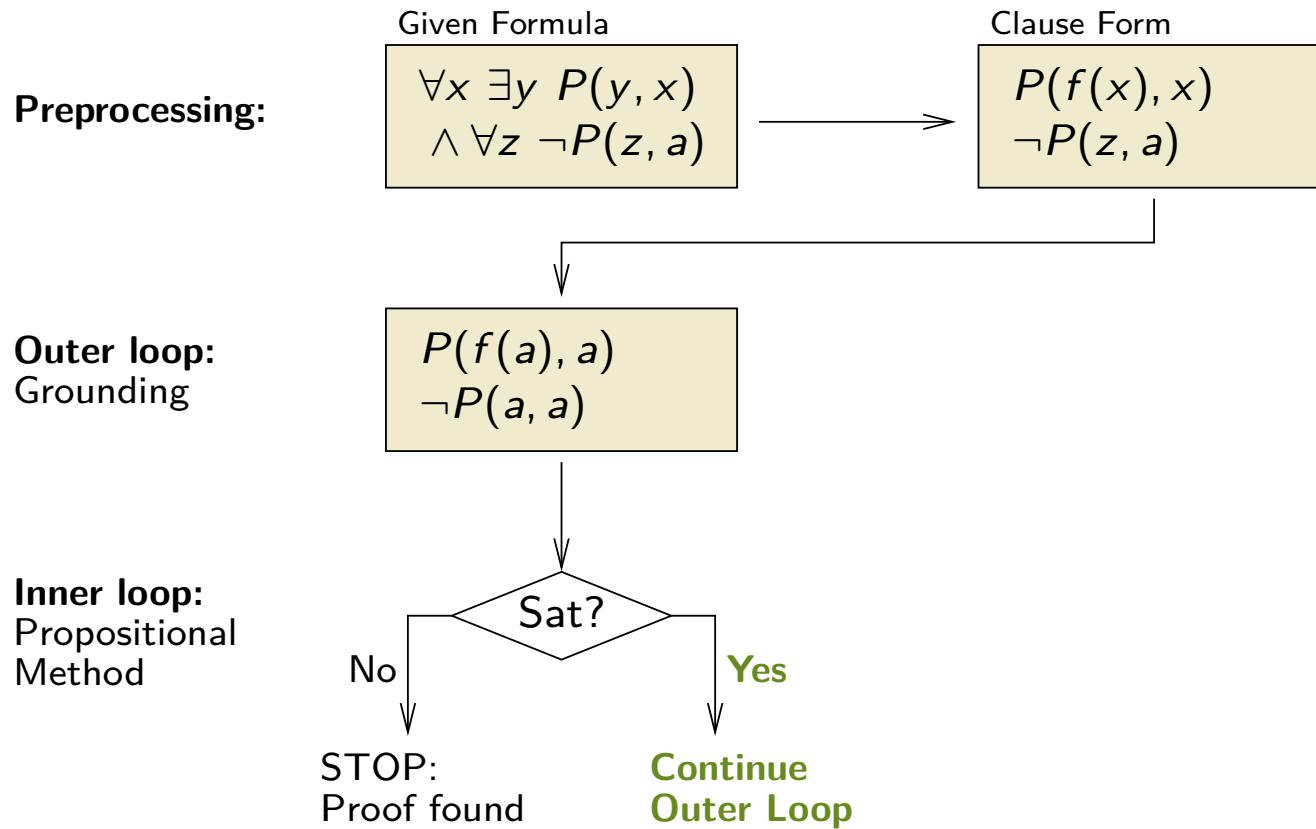 Given Formula
Clause Form
Preprocessing:
∀x ∃y P(y, x)
∧ ∀z ¬P(z, a)
P(f(x), x)
¬P(z, a)
Outer loop:
Grounding
P(f(a), a)
¬P(a, a)
Inner loop:
Propositional
Method
Sat?
No
Yes
STOP:
Proof found
Continue
Outer Loop